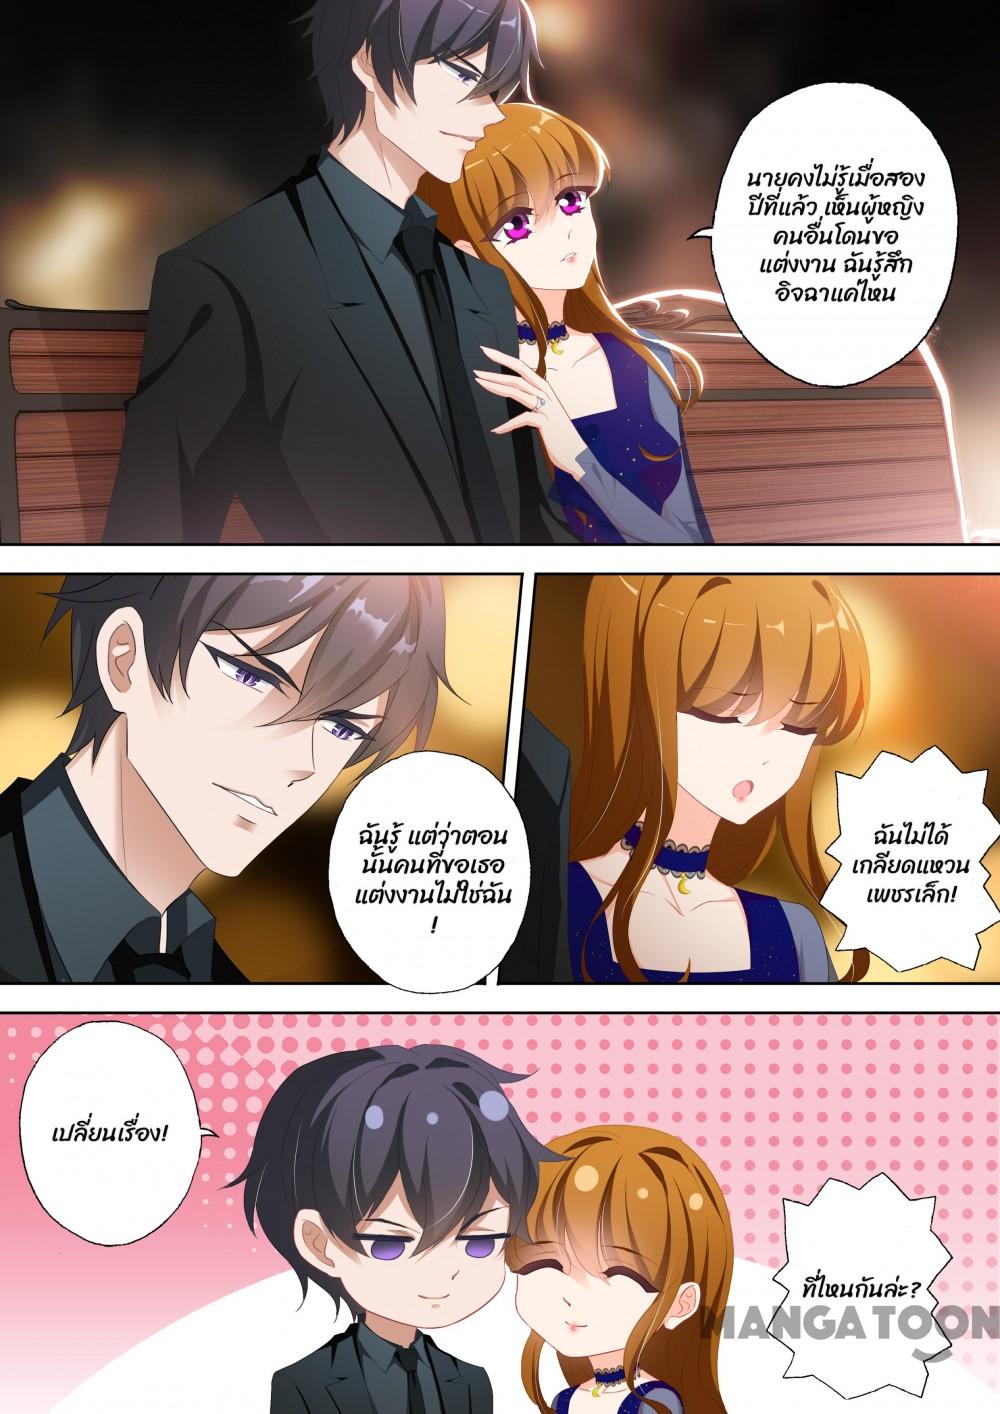 นายคงไม่รู้เมื่อสอง
ปีที่แล้ว เห็นผู้หญิง
คนอื่นโดนขอ
แต่งงาน ฉันรู้สึก
อิจฉาแค่ไหน
ฉันรู้ แต่ว่าตอน
นั้นคนที่ขอเธอ
แต่งงานไม่ใช่ฉัน
!
ฉันไม่ได้
เกลียดแหวน
เพชรเล็ก!
เปลี่ยนเรื่อง!
ที่ไหนกันล่ะ?
MANGATOON